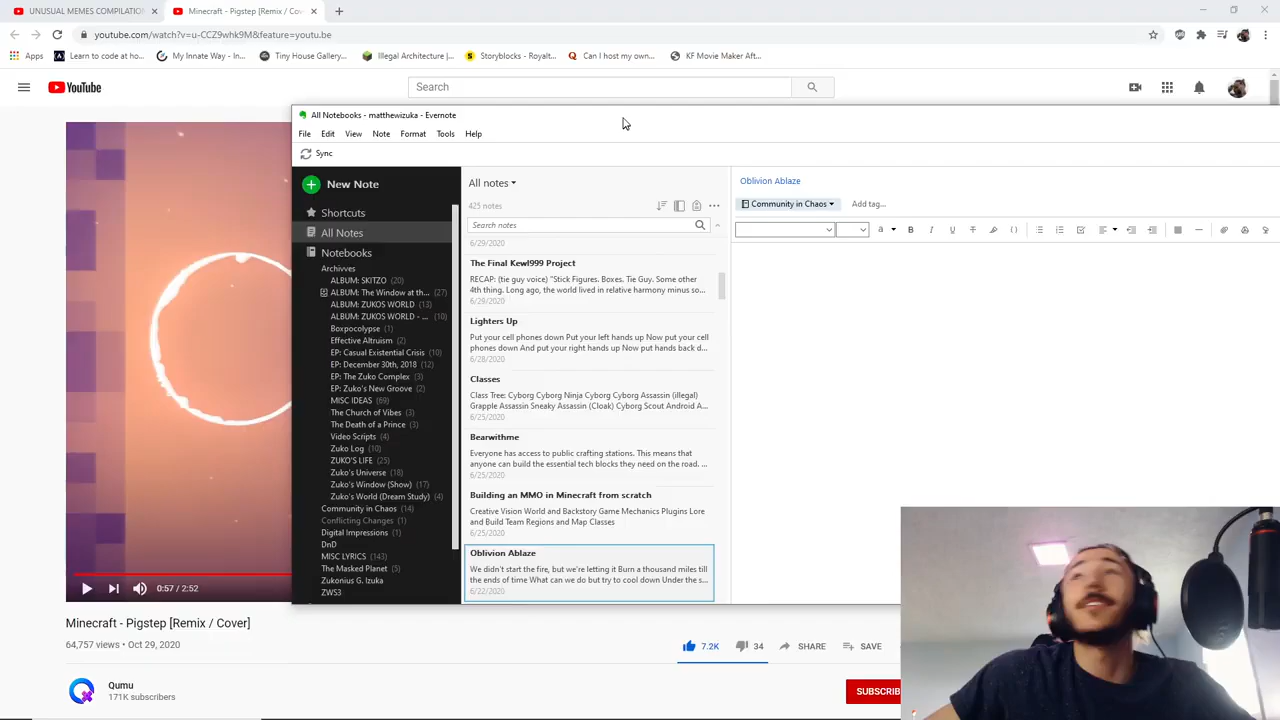 UNUSUAL MEMES COMPILATIO
Minecraft - Pigstep [Remix / Cov
youtube.com/watch?v=u-CCZ9whk9M&feature=youtu.be
Apps
Learn to code at ho...
My Innate Way - In...
Tiny House Gallery...
Illegal Architecture...
Storyblocks - Royalt...
Can I host my own...
KF Movie Maker Aft...
YouTube
Search
All Notebooks - matthewizuka - Evernote
File Edit View Note Format Tools Help
Sync
New Note
Shortcuts
All Notes
Notebooks
Archivves
ALBUM: SKITZO (20)
ALBUM: The Window at th... (27)
ALBUM: ZUKOS WORLD (13)
ALBUM: ZUKOS WORLD - ... (10)
Boxpocolypse (1)
Effective Altruism (2)
EP: Casual Existential Crisis (10)
EP: December 30th, 2018 (12)
EP: The Zuko Complex (3)
EP: Zuko's New Groove (2)
MISC IDEAS (69)
The Church of Vibes (3)
The Death of a Prince (3)
Video Scripts (4)
Zuko Log (10)
ZUKO'S LIFE (25)
Zuko's Universe (18)
Zuko's Window (Show) (17)
Zuko's World (Dream Study) (4)
Community in Chaos (14)
Conflicting Changes (1)
Digital Impressions (1)
DnD
MISC LYRICS (143)
The Masked Planet (5)
Zukonius G. Izuka
ZWS3
All notes
425 notes
Search notes
6/29/2020
The Final Kewl999 Project
RECAP: (tie guy voice) "Stick Figures. Boxes. Tie Guy. Some other
4th thing. Long ago, the world lived in relative harmony minus so...
6/29/2020
Lighters Up
Put your cell phones down Put your left hands up Now put your cell
phones down And put your right hands up Now put your hands back d...
6/28/2020
Classes
Class Tree: Cyborg Cyborg Ninja Cyborg Cyborg Assassin (illegal)
Grapple Assassin Sneaky Assassin (Cloak) Cyborg Scout Android A...
6/25/2020
Bearwithme
Everyone has access to public crafting stations. This means that
anyone can build the essential tech blocks they need on the road. ...
6/25/2020
Building an MMO in Minecraft from scratch
Creative Vision World and Backstory Game Mechanics Plugins Lore
and Build Team Regions and Map Classes
6/25/2020
Oblivion Ablaze
We didn't start the fire, but we're letting it Burn a thousand miles till
the ends of time What can we do but try to cool down Under the s...
6/22/2020
Oblivion Ablaze
Community in Chaos
Add tag...
a B I U T
0:57 / 2:52
Minecraft - Pigstep [Remix / Cover]
64,757 views • Oct 29, 2020
7.2K
34
SHARE
SAVE
Qumu
171K subscribers
SUBSCRIB